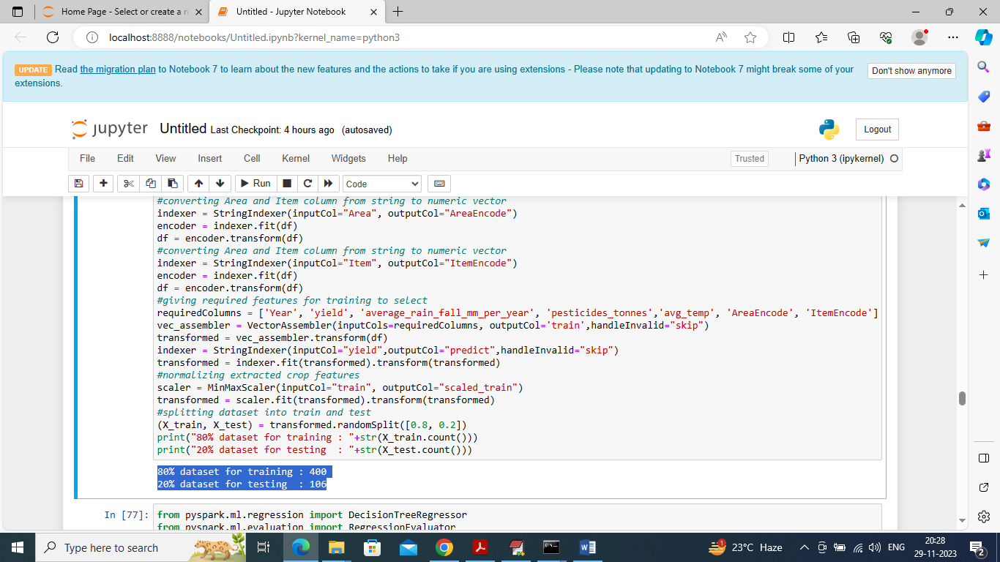 Home Page - Select or create a n
Untitled - Jupyter Notebook
localhost:8888/notebooks/Untitled.ipynb?kernel_name=python3
UPDATE Read the migration plan to Notebook 7 to learn about the new features and the actions to take if you are using extensions - Please note that updating to Notebook 7 might break some of your
extensions.
Don't show anymore
jupyter Untitled Last Checkpoint: 4 hours ago (autosaved)
Logout
File Edit View Insert Cell Kernel Widgets Help
Trusted
Python 3 (ipykernel)
Run
Code
#converting Area and Item column from string to numeric vector
indexer = StringIndexer(inputCol="Area", outputCol="AreaEncode")
encoder = indexer.fit(df)
df = encoder.transform(df)
#converting Area and Item column from string to numeric vector
indexer = StringIndexer(inputCol="Item", outputCol="ItemEncode")
encoder = indexer.fit(df)
df = encoder.transform(df)
#giving required features for training to select
requiredColumns = ['Year', 'yield', 'average_rain_fall_mm_per_year', 'pesticides_tonnes','avg_temp', 'AreaEncode', 'ItemEncode']
vec_assembler = VectorAssembler(inputCols=requiredColumns, outputCol='train',handleInvalid="skip")
transformed = vec_assembler.transform(df)
indexer = StringIndexer(inputCol="yield",outputCol="predict",handleInvalid="skip")
transformed = indexer.fit(transformed).transform(transformed)
#normalizing extracted crop features
scaler = MinMaxScaler(inputCol="train", outputCol="scaled_train")
transformed = scaler.fit(transformed).transform(transformed)
#splitting dataset into train and test
(X_train, X_test) = transformed.randomSplit([0.8, 0.2])
print("80% dataset for training : "+str(X_train.count()))
print("20% dataset for testing  : "+str(X_test.count()))
80% dataset for training : 400
20% dataset for testing  : 106
In [77]: from pyspark.ml.regression import DecisionTreeRegressor
from pyspark.ml.evaluation import RegressionEvaluator
Type here to search
1
23°C Haze
ENG
20:28
29-11-2023
2